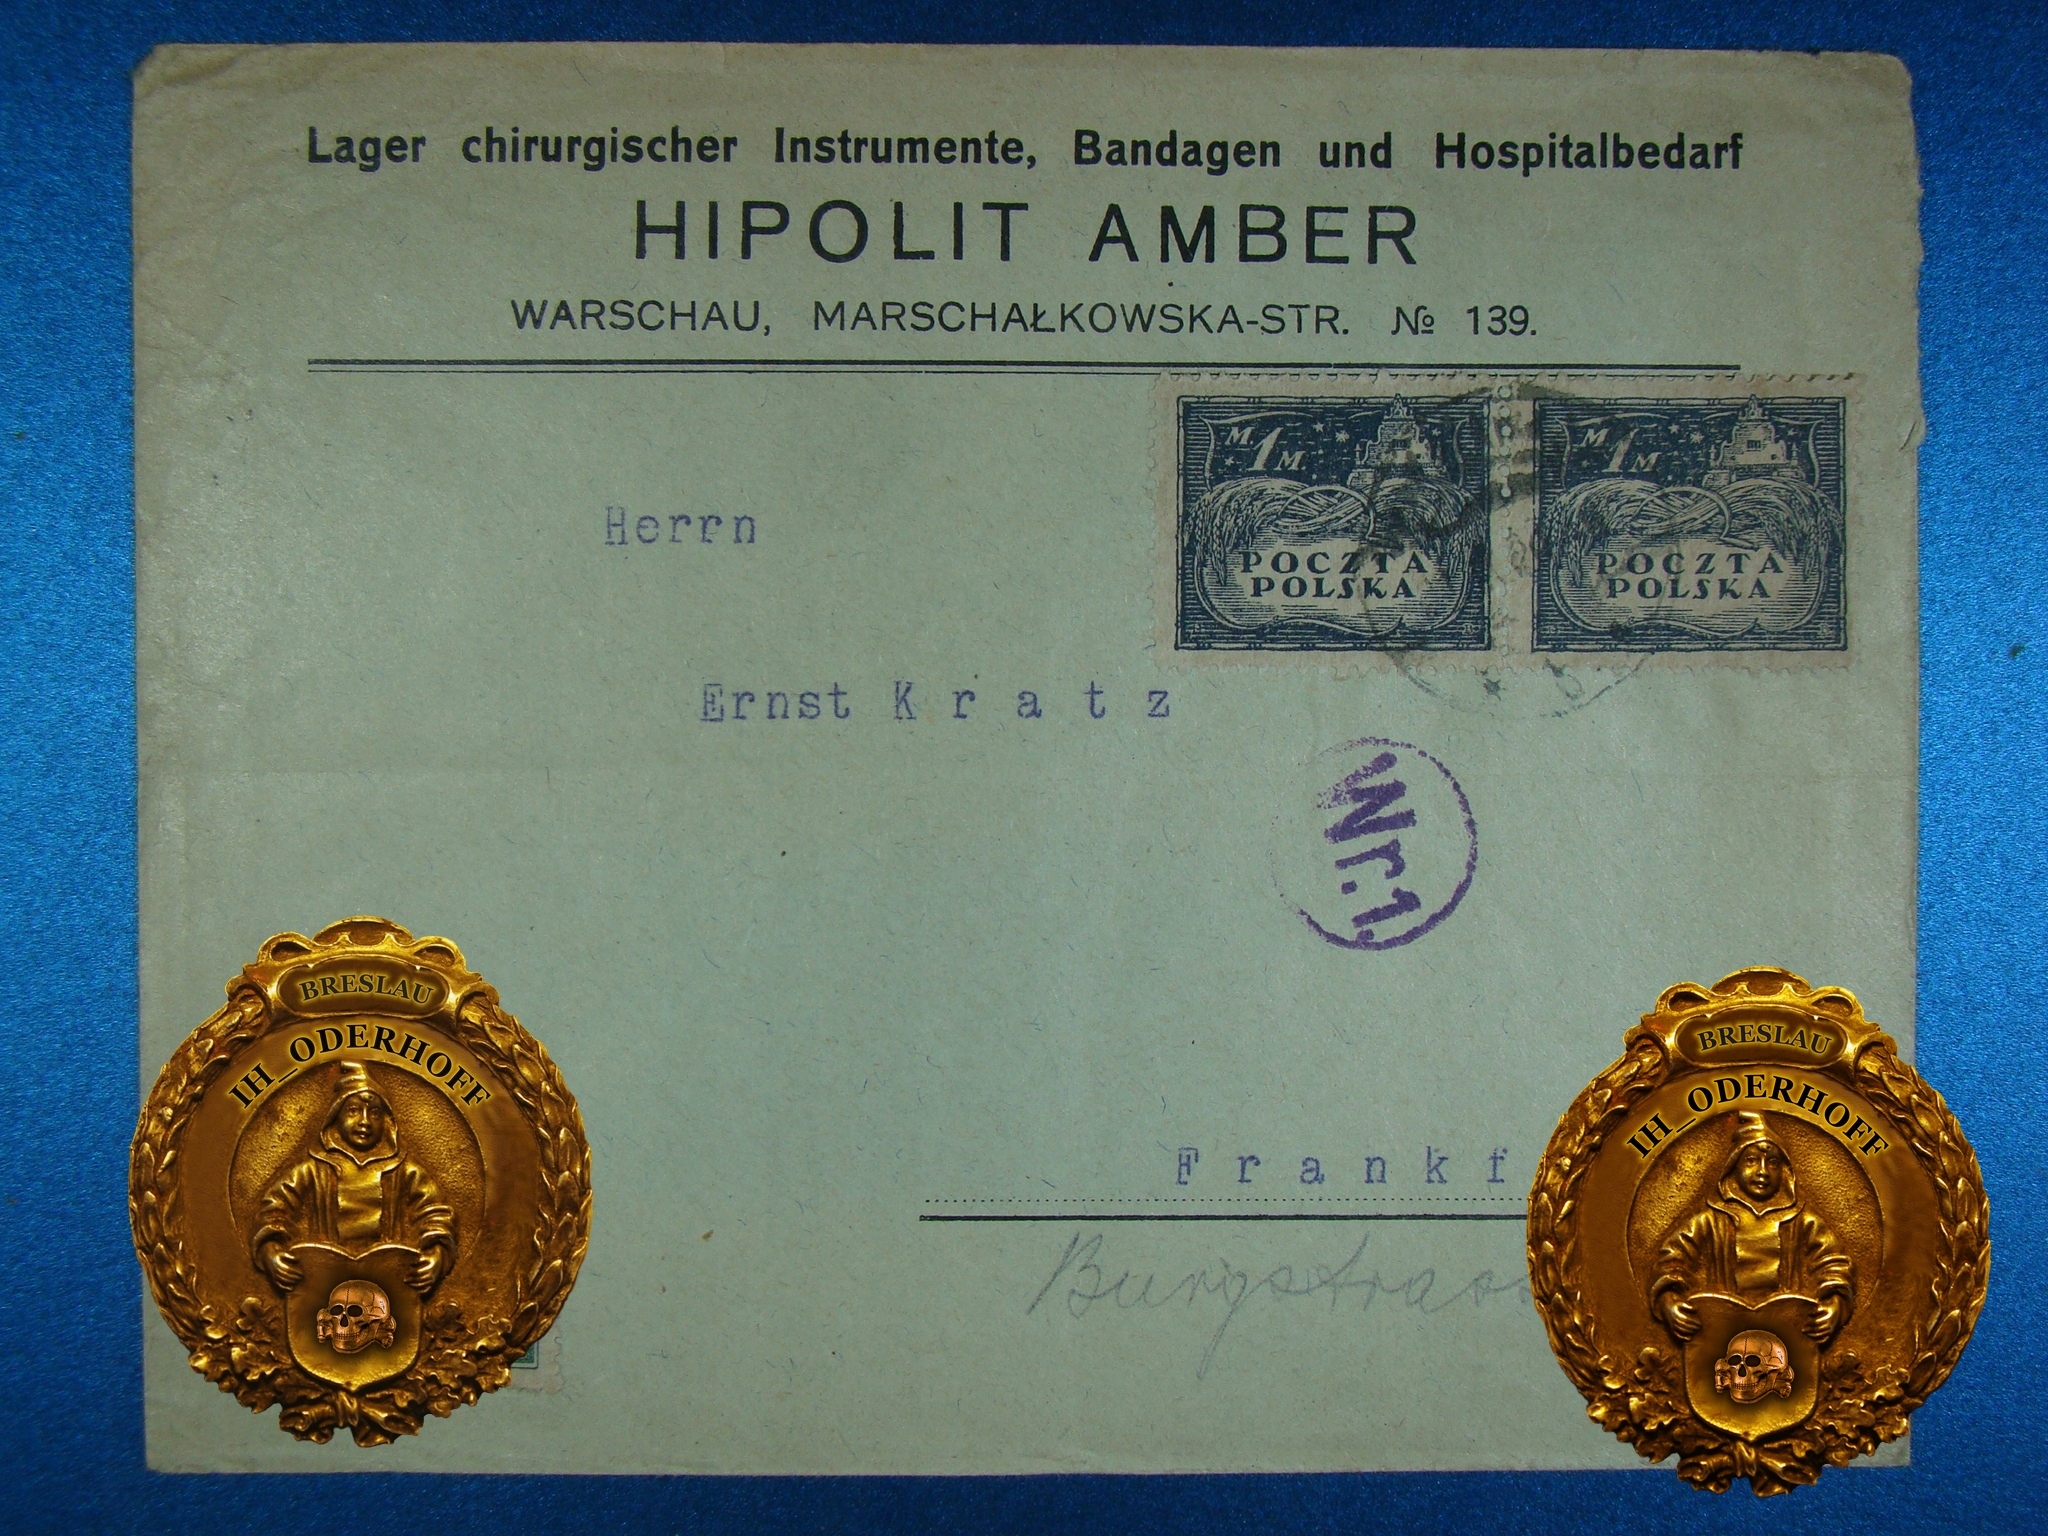 Lager chirurgischer Instrumente, Bandagen und Hospitalbedarf
HIPOLIT AMBER
WARSCHAU, MARSCHAŁKOWSKA-STR. № 139.
M 1 M
POCZTA
POLSKA
M 1 M
POCZTA
POLSKA
Herrn
Ernst Kratz
Nr.1.
Frankf
Burgstrass
BRESLAU
IH_ODERHOFF
BRESLAU
IH_ODERHOFF